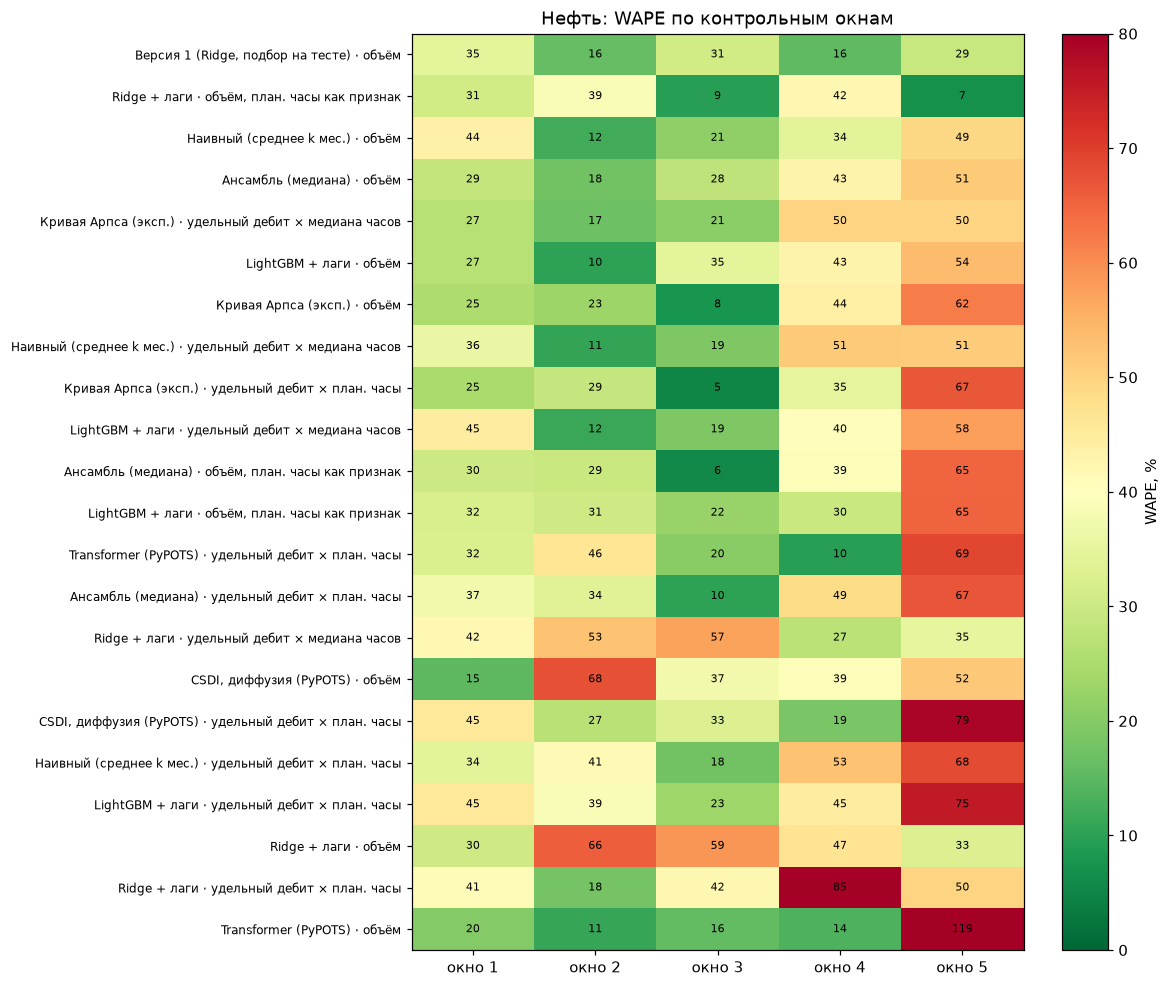 Нефть: WAPE по контрольным окнам
Версия 1 (Ridge, подбор на тесте) · объём 35 16 31 16 29
Ridge + лаги · объём, план. часы как признак 31 39 9 42 7
Наивный (среднее k мес.) · объём 44 12 21 34 49
Ансамбль (медиана) · объём 29 18 28 43 51
Кривая Арпса (эксп.) · удельный дебит × медиана часов 27 17 21 50 50
LightGBM + лаги · объём 27 10 35 43 54
Кривая Арпса (эксп.) · объём 25 23 8 44 62
Наивный (среднее k мес.) · удельный дебит × медиана часов 36 11 19 51 51
Кривая Арпса (эксп.) · удельный дебит × план. часы 25 29 5 35 67
LightGBM + лаги · удельный дебит × медиана часов 45 12 19 40 58
Ансамбль (медиана) · объём, план. часы как признак 30 29 6 39 65
LightGBM + лаги · объём, план. часы как признак 32 31 22 30 65
Transformer (PyPOTS) · удельный дебит × план. часы 32 46 20 10 69
Ансамбль (медиана) · удельный дебит × план. часы 37 34 10 49 67
Ridge + лаги · удельный дебит × медиана часов 42 53 57 27 35
CSDI, диффузия (PyPOTS) · объём 15 68 37 39 52
CSDI, диффузия (PyPOTS) · удельный дебит × план. часы 45 27 33 19 79
Наивный (среднее k мес.) · удельный дебит × план. часы 34 41 18 53 68
LightGBM + лаги · удельный дебит × план. часы 45 39 23 45 75
Ridge + лаги · объём 30 66 59 47 33
Ridge + лаги · удельный дебит × план. часы 41 18 42 85 50
Transformer (PyPOTS) · объём 20 11 16 14 119
окно 1 окно 2 окно 3 окно 4 окно 5
80
70
60
50
40
30
20
10
0
WAPE, %